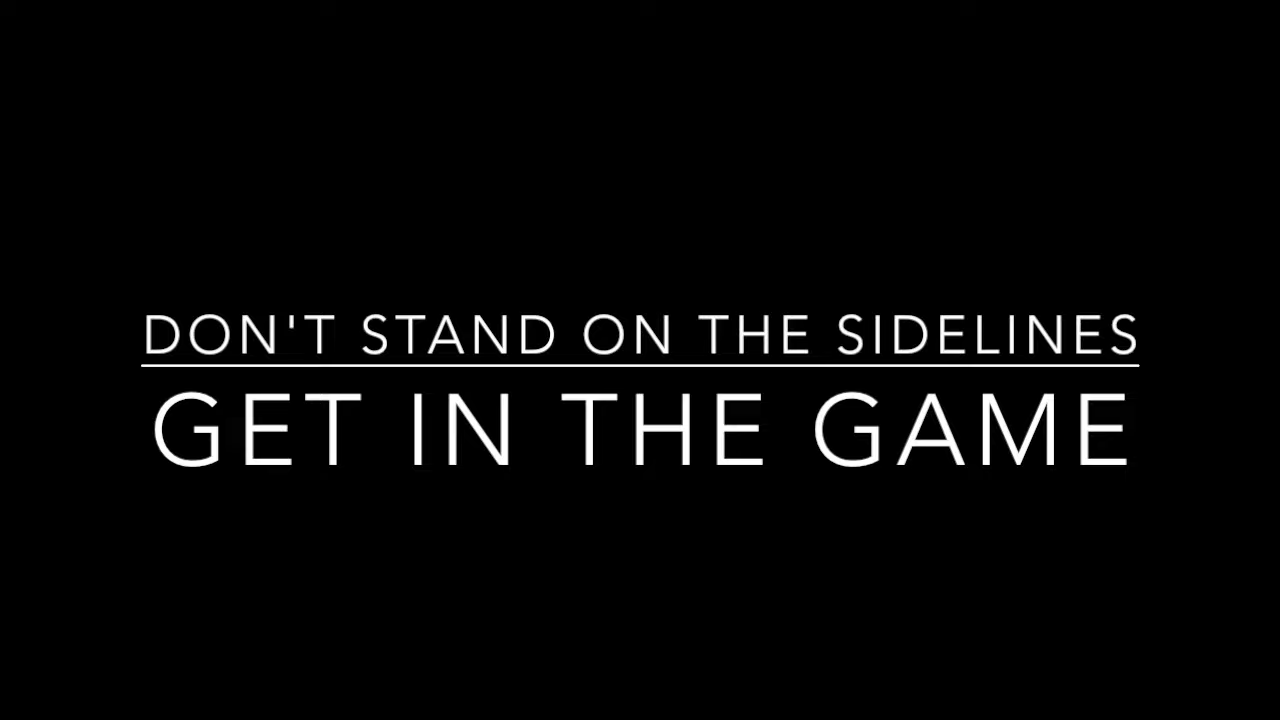 DON'T STAND ON THE SIDELINES
GET IN THE GAME